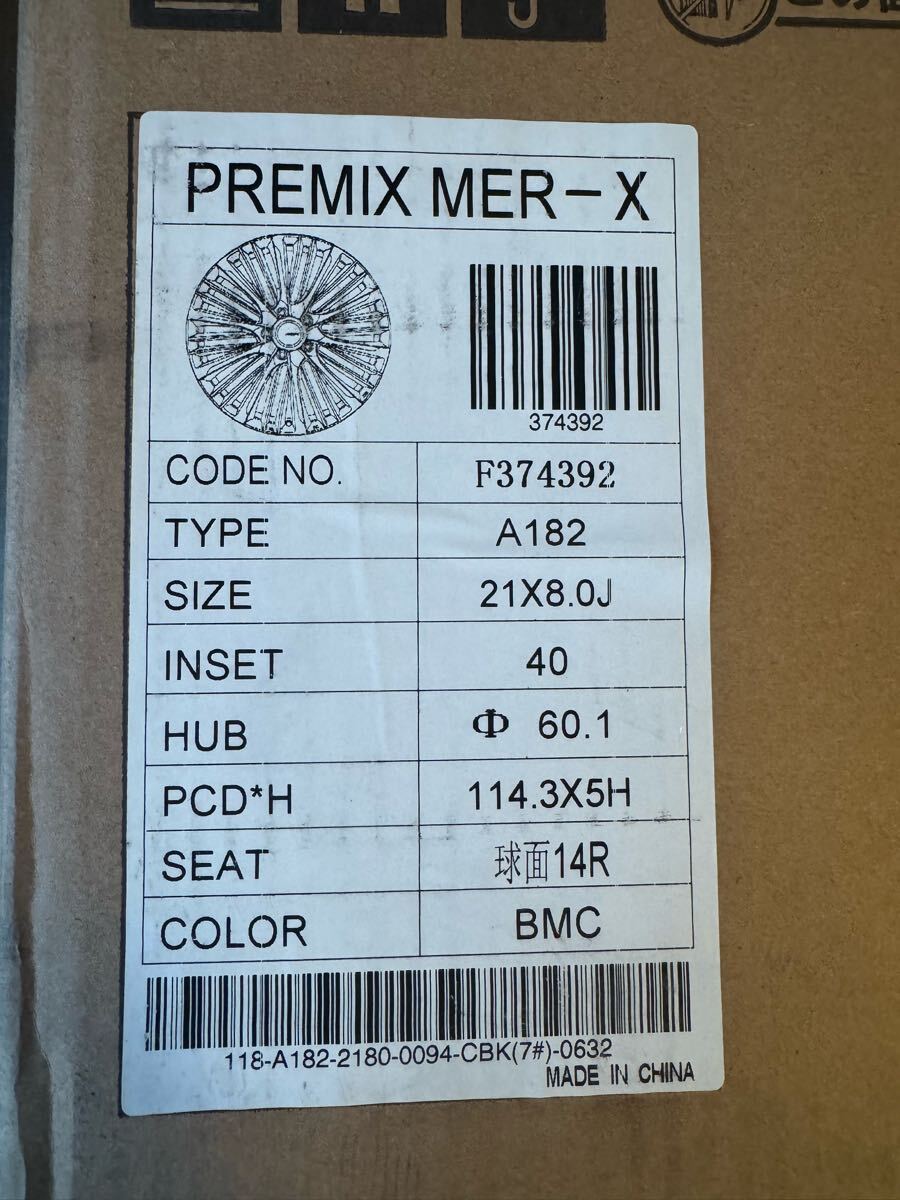 PREMIX MER-X
374392
CODE NO. F374392
TYPE A182
SIZE 21X8.0J
INSET 40
HUB Φ 60.1
PCD*H 114.3X5H
SEAT 球面14R
COLOR BMC
118-A182-2180-0094-CBK(7#)-0632
MADE IN CHINA